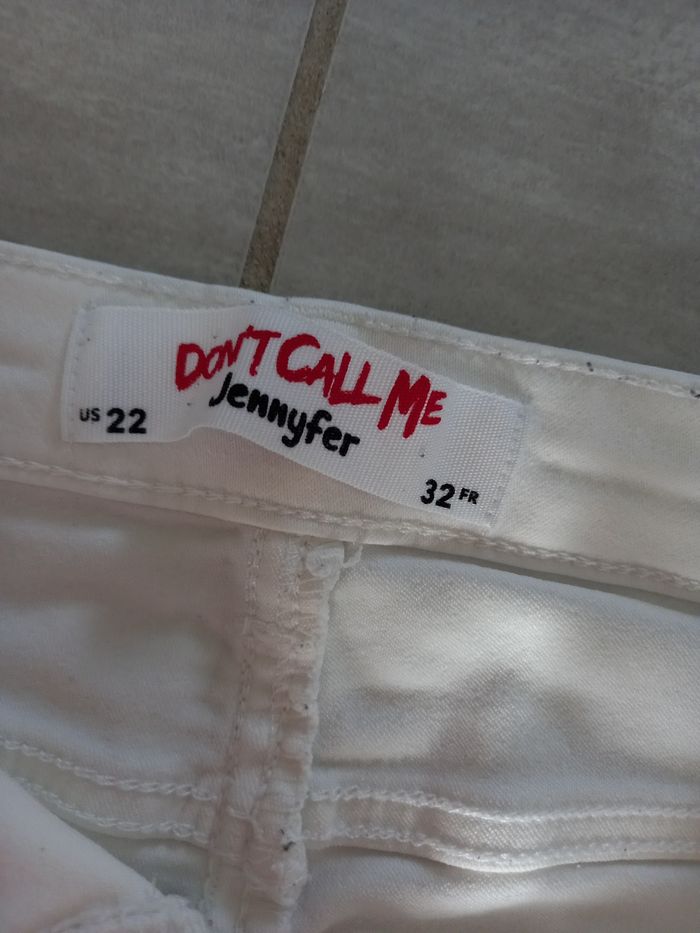 DON'T CALL ME
Jennyfer
US 22
32 FR